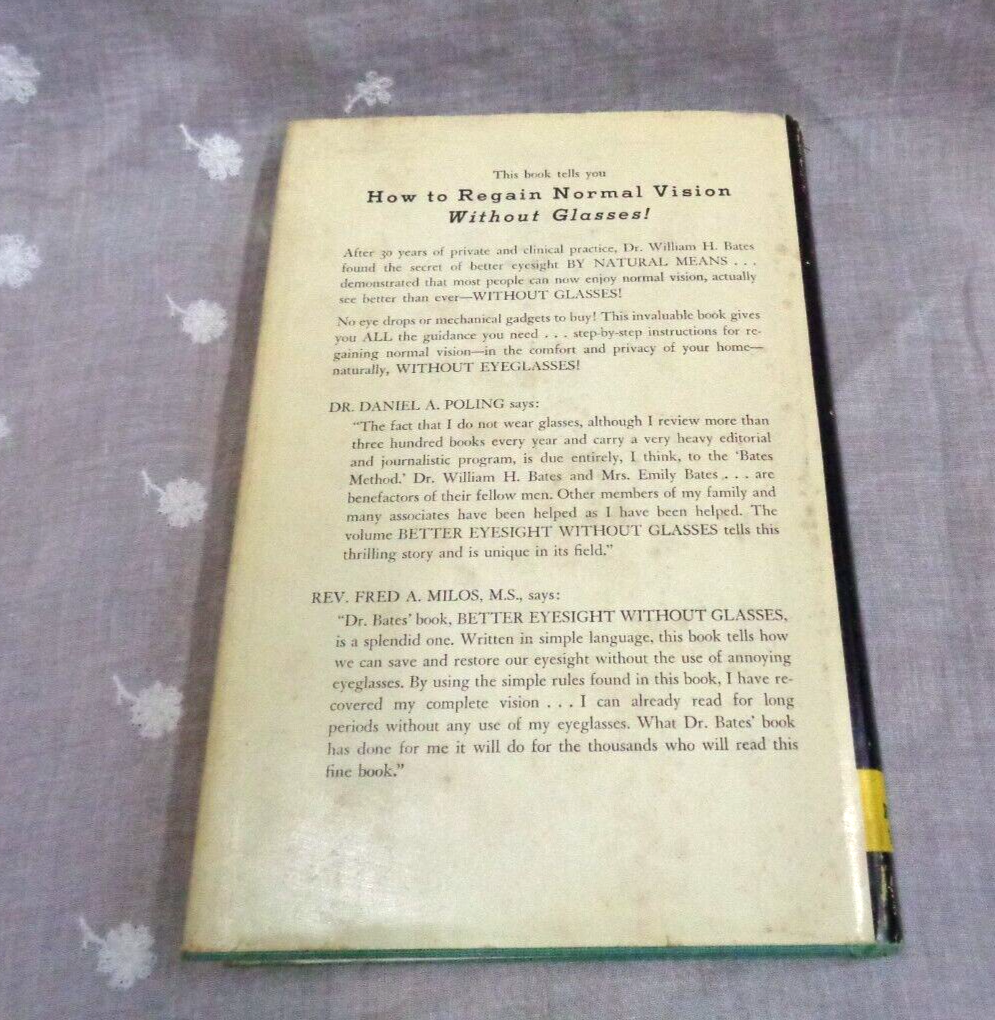 This book tells you
How to Regain Normal Vision
Without Glasses!
After 30 years of private and clinical practice, Dr. William H. Bates
found the secret of better eyesight BY NATURAL MEANS . . .
demonstrated that most people can now enjoy normal vision, actually
see better than ever—WITHOUT GLASSES!
No eye drops or mechanical gadgets to buy! This invaluable book gives
you ALL the guidance you need . . . step-by-step instructions for re-
gaining normal vision—in the comfort and privacy of your home—
naturally, WITHOUT EYEGLASSES!
DR. DANIEL A. POLING says:
“The fact that I do not wear glasses, although I review more than
three hundred books every year and carry a very heavy editorial
and journalistic program, is due entirely, I think, to the ‘Bates
Method.’ Dr. William H. Bates and Mrs. Emily Bates . . . are
benefactors of their fellow men. Other members of my family and
many associates have been helped as I have been helped. The
volume BETTER EYESIGHT WITHOUT GLASSES tells this
thrilling story and is unique in its field.”
REV. FRED A. MILOS, M.S., says:
“Dr. Bates’ book, BETTER EYESIGHT WITHOUT GLASSES,
is a splendid one. Written in simple language, this book tells how
we can save and restore our eyesight without the use of annoying
eyeglasses. By using the simple rules found in this book, I have re-
covered my complete vision . . . I can already read for long
periods without any use of my eyeglasses. What Dr. Bates’ book
has done for me it will do for the thousands who will read this
fine book.”